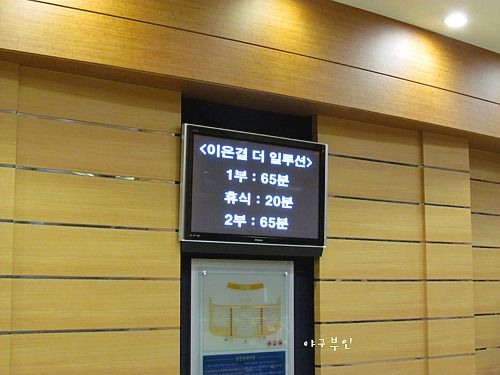 <이은결 더 일루션>
1부 : 65분
휴식 : 20분
2부 : 65분
야구부인